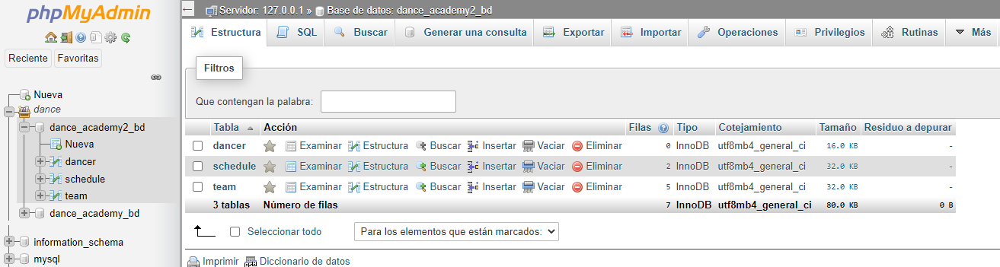 phpMyAdmin
Reciente Favoritas
Nueva
dance
dance_academy2_bd
Nueva
dancer
schedule
team
dance_academy_bd
information_schema
mysql
← Servidor: 127.0.0.1 » Base de datos: dance_academy2_bd
Estructura SQL Buscar Generar una consulta Exportar Importar Operaciones Privilegios Rutinas Más
Filtros
Que contengan la palabra:
Tabla Acción Filas Tipo Cotejamiento Tamaño Residuo a depurar
dancer Examinar Estructura Buscar Insertar Vaciar Eliminar 0 InnoDB utf8mb4_general_ci 16.0 KB -
schedule Examinar Estructura Buscar Insertar Vaciar Eliminar 2 InnoDB utf8mb4_general_ci 32.0 KB -
team Examinar Estructura Buscar Insertar Vaciar Eliminar 5 InnoDB utf8mb4_general_ci 32.0 KB -
3 tablas Número de filas 7 InnoDB utf8mb4_general_ci 80.0 KB 0 B
Seleccionar todo Para los elementos que están marcados:
Imprimir Diccionario de datos